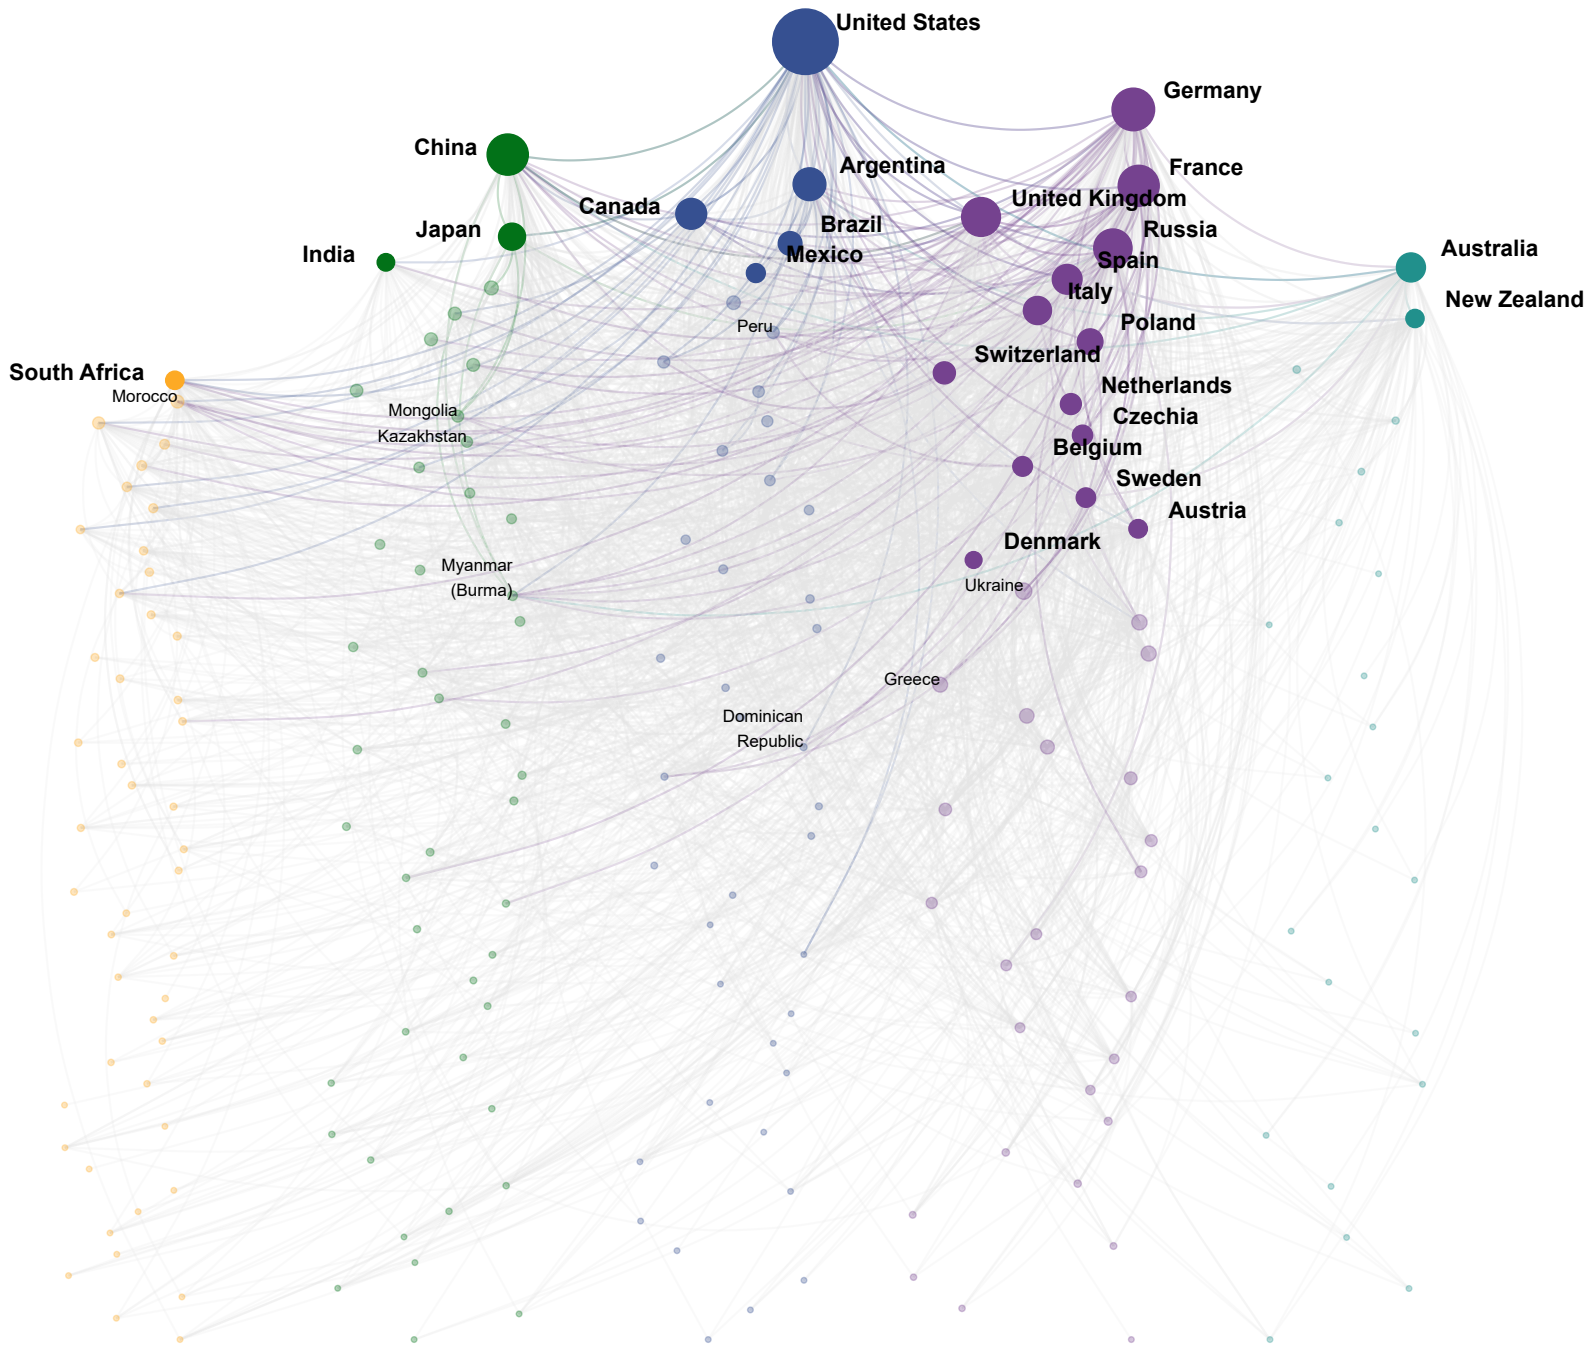 United States
Germany
China
Argentina
France
Canada
United Kingdom
Brazil
Japan
Russia
India
Mexico
Spain
Australia
Italy
New Zealand
Peru
Poland
Switzerland
South Africa
Morocco
Netherlands
Mongolia
Czechia
Kazakhstan
Belgium
Sweden
Austria
Denmark
Myanmar
(Burma)
Ukraine
Greece
Dominican
Republic